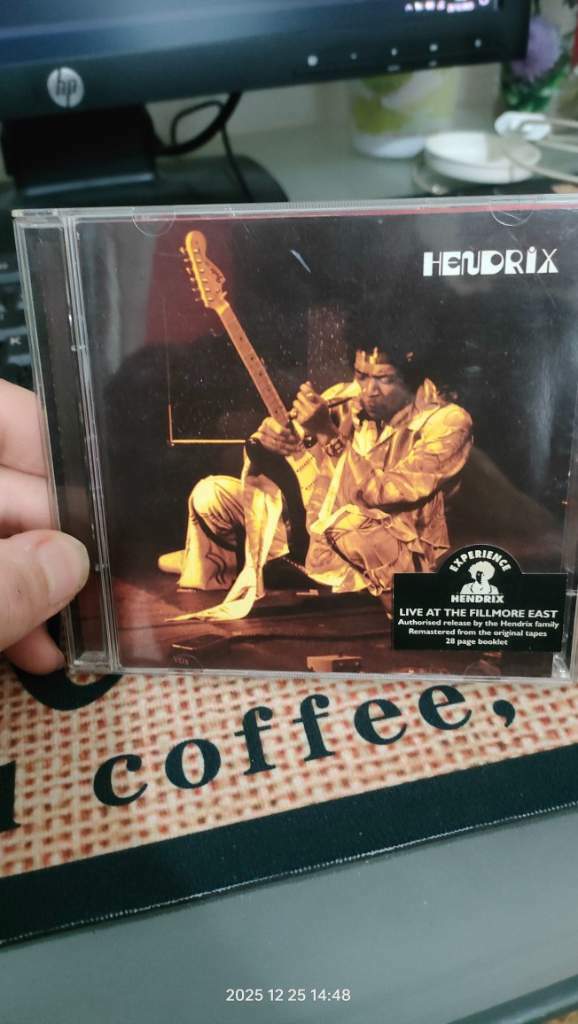 hp
HENDRIX
EXPERIENCE
HENDRIX
LIVE AT THE FILLMORE EAST
Authorised release by the Hendrix family
Remastered from the original tapes
28 page booklet
coffee,
2025 12 25 14:48